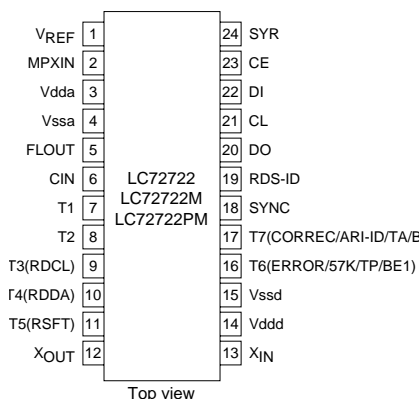 VREF 1 24 SYR
MPXIN 2 23 CE
Vdda 3 22 DI
Vssa 4 21 CL
FLOUT 5 20 DO
CIN 6 LC72722 19 RDS-ID
T1 7 LC72722M 18 SYNC
LC72722PM
T2 8 17 T7(CORREC/ARI-ID/TA/B
T3(RDCL) 9 16 T6(ERROR/57K/TP/BE1)
T4(RDDA) 10 15 Vssd
T5(RSFT) 11 14 Vddd
XOUT 12 13 XIN
Top view